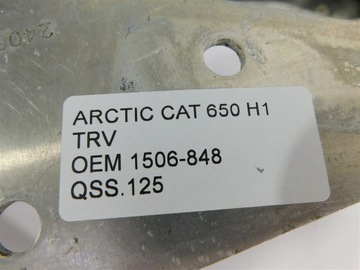 ARCTIC CAT 650 H1
TRV
OEM 1506-848
QSS.125